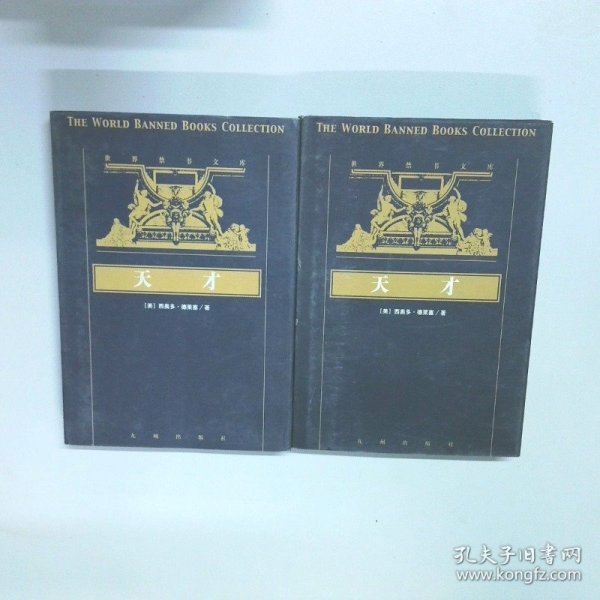 THE WORLD BANNED BOOKS COLLECTION
世界禁书文库
天才
[美] 西奥多·德莱塞/著
九州出版社
THE WORLD BANNED BOOKS COLLECTION
世界禁书文库
天才
[美] 西奥多·德莱塞/著
九州出版社
孔夫子旧书网
www.kongfz.com